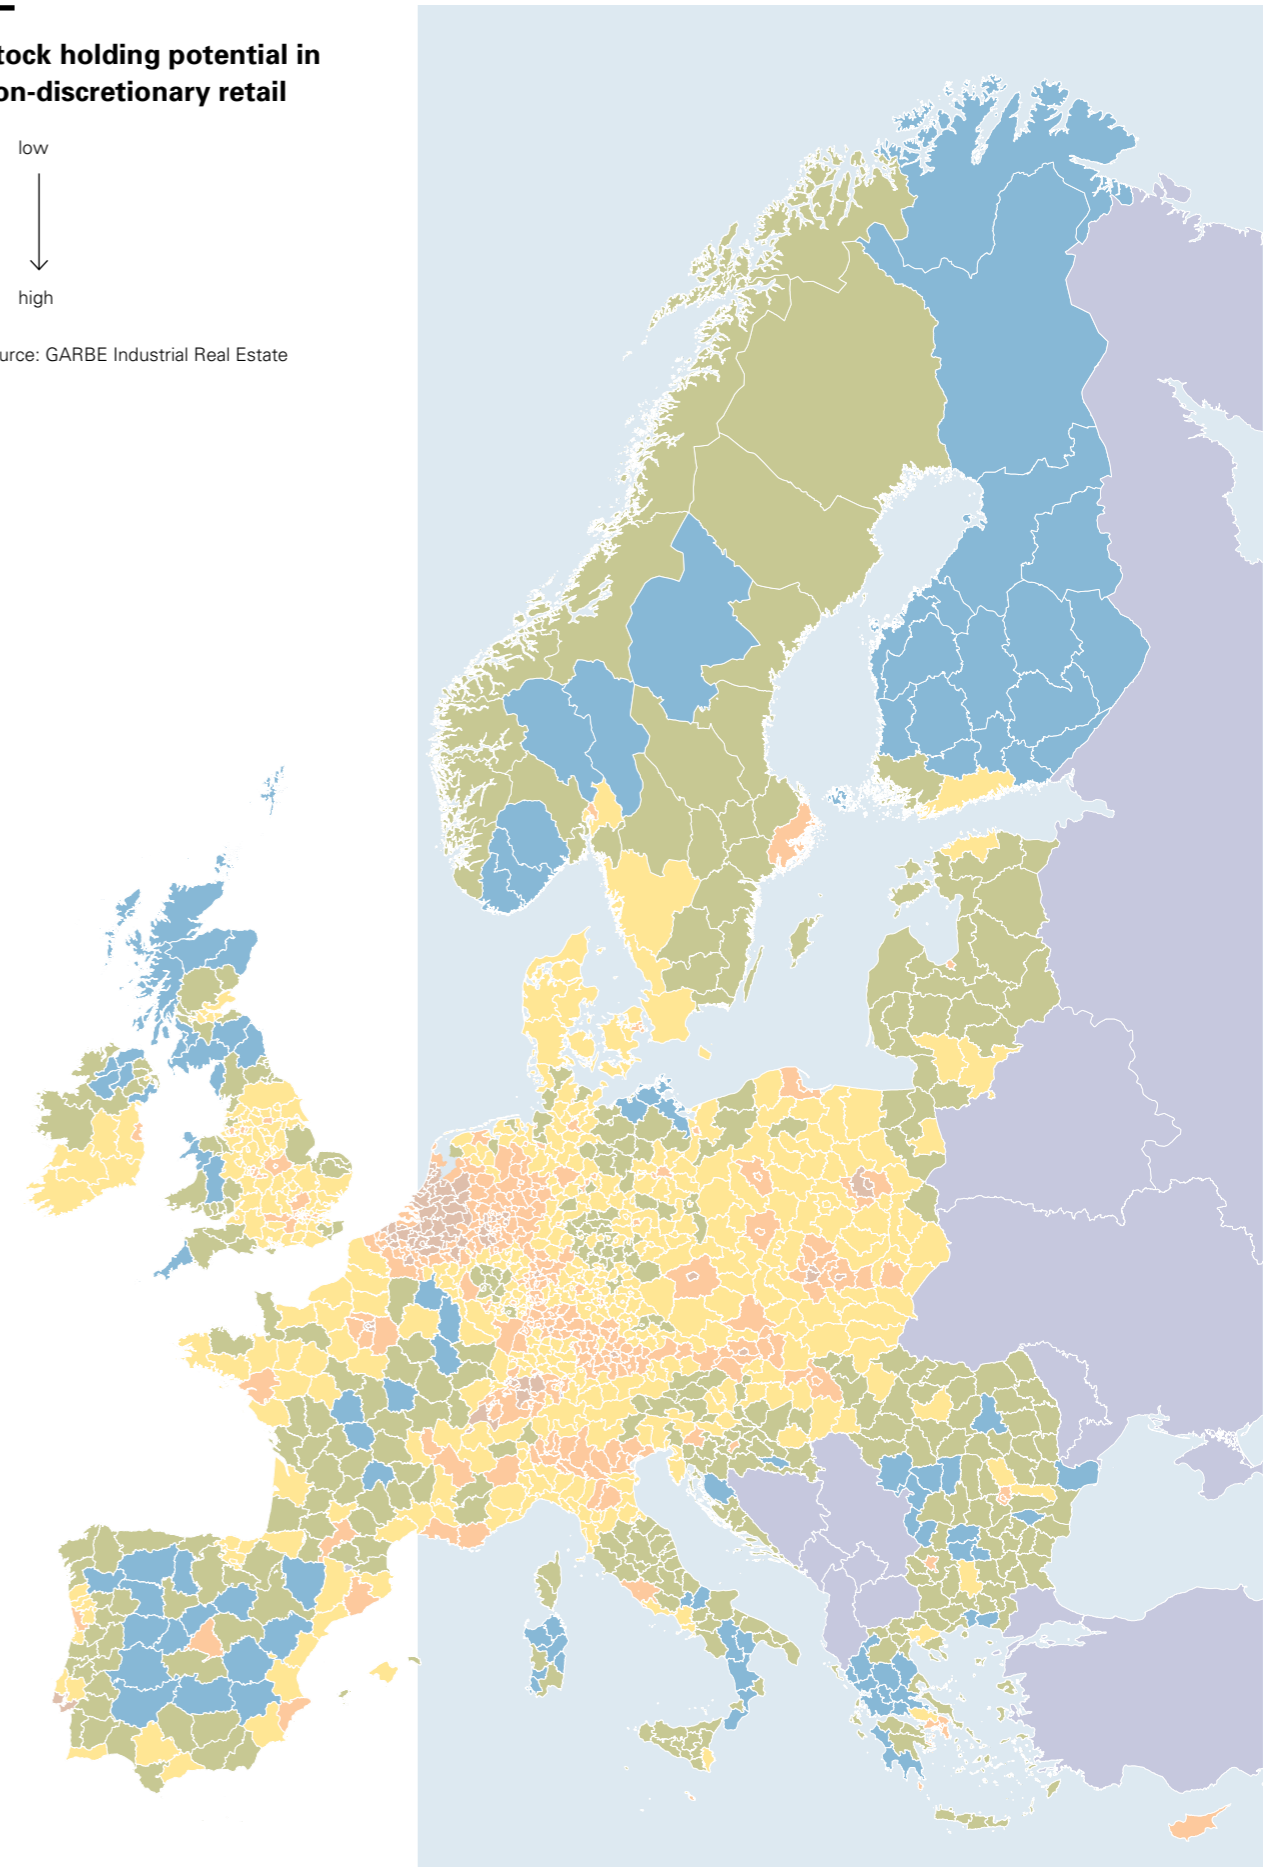 tock holding potential in
on-discretionary retail
low
high
urce: GARBE Industrial Real Estate